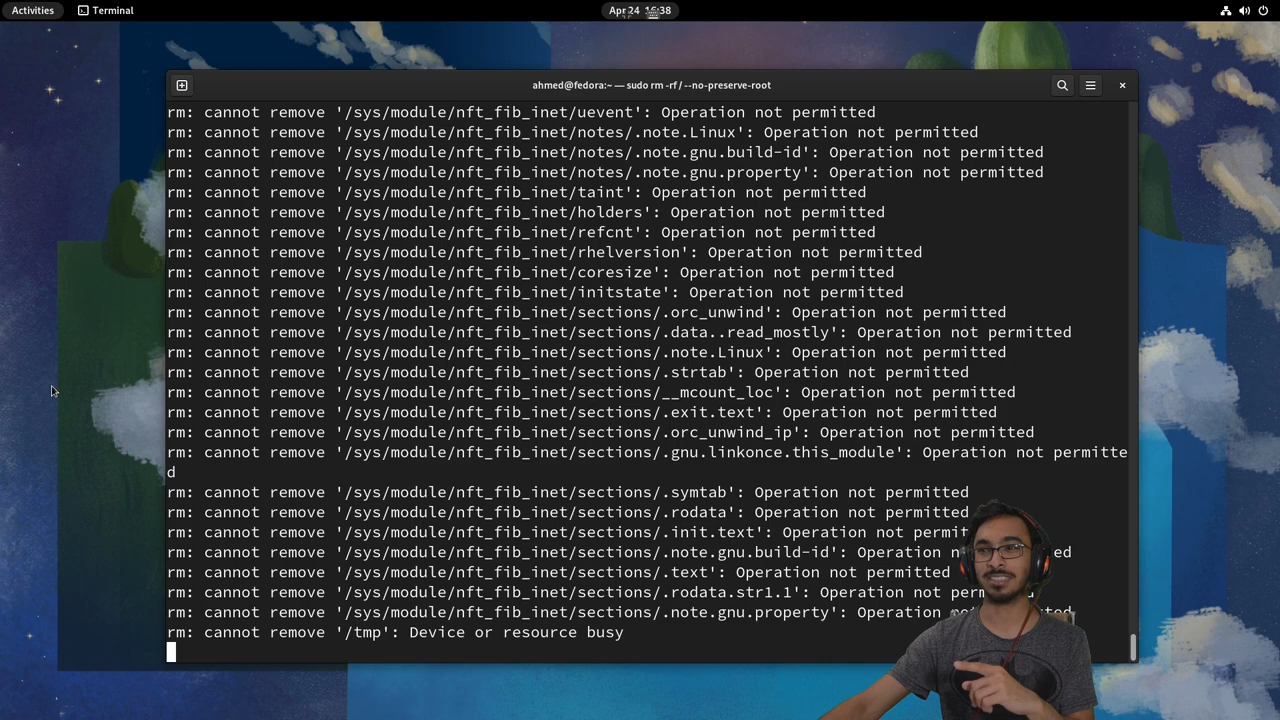 Activities
Terminal
Apr 24 16:38
ahmed@fedora:~ — sudo rm -rf / --no-preserve-root
rm: cannot remove '/sys/module/nft_fib_inet/uevent': Operation not permitted
rm: cannot remove '/sys/module/nft_fib_inet/notes/.note.Linux': Operation not permitted
rm: cannot remove '/sys/module/nft_fib_inet/notes/.note.gnu.build-id': Operation not permitted
rm: cannot remove '/sys/module/nft_fib_inet/notes/.note.gnu.property': Operation not permitted
rm: cannot remove '/sys/module/nft_fib_inet/taint': Operation not permitted
rm: cannot remove '/sys/module/nft_fib_inet/holders': Operation not permitted
rm: cannot remove '/sys/module/nft_fib_inet/refcnt': Operation not permitted
rm: cannot remove '/sys/module/nft_fib_inet/rhelversion': Operation not permitted
rm: cannot remove '/sys/module/nft_fib_inet/coresize': Operation not permitted
rm: cannot remove '/sys/module/nft_fib_inet/initstate': Operation not permitted
rm: cannot remove '/sys/module/nft_fib_inet/sections/.orc_unwind': Operation not permitted
rm: cannot remove '/sys/module/nft_fib_inet/sections/.data..read_mostly': Operation not permitted
rm: cannot remove '/sys/module/nft_fib_inet/sections/.note.Linux': Operation not permitted
rm: cannot remove '/sys/module/nft_fib_inet/sections/.strtab': Operation not permitted
rm: cannot remove '/sys/module/nft_fib_inet/sections/__mcount_loc': Operation not permitted
rm: cannot remove '/sys/module/nft_fib_inet/sections/.exit.text': Operation not permitted
rm: cannot remove '/sys/module/nft_fib_inet/sections/.orc_unwind_ip': Operation not permitted
rm: cannot remove '/sys/module/nft_fib_inet/sections/.gnu.linkonce.this_module': Operation not permitte
d
rm: cannot remove '/sys/module/nft_fib_inet/sections/.symtab': Operation not permitted
rm: cannot remove '/sys/module/nft_fib_inet/sections/.rodata': Operation not permitted
rm: cannot remove '/sys/module/nft_fib_inet/sections/.init.text': Operation not permit
rm: cannot remove '/sys/module/nft_fib_inet/sections/.note.gnu.build-id': Operation n ed
rm: cannot remove '/sys/module/nft_fib_inet/sections/.text': Operation not permitted
rm: cannot remove '/sys/module/nft_fib_inet/sections/.rodata.str1.1': Operation not per
rm: cannot remove '/sys/module/nft_fib_inet/sections/.note.gnu.property': Operation
rm: cannot remove '/tmp': Device or resource busy